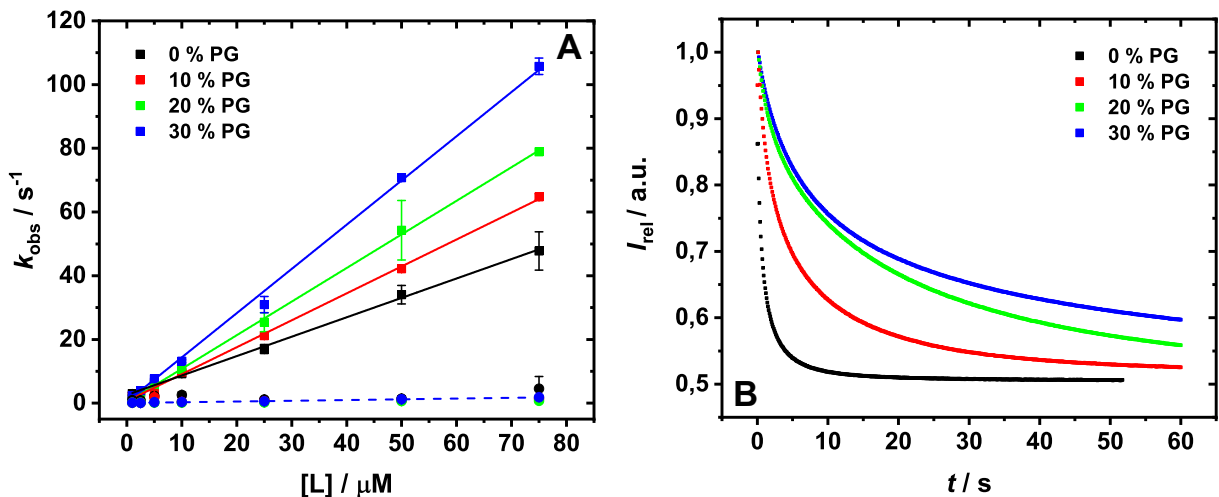 A
0 % PG
10 % PG
20 % PG
30 % PG
120
100
80
60
40
20
0
k_obs / s⁻¹
0 10 20 30 40 50 60 70 80
[L] / μM
B
0 % PG
10 % PG
20 % PG
30 % PG
1,0
0,9
0,8
0,7
0,6
0,5
I_rel / a.u.
0 10 20 30 40 50 60
t / s